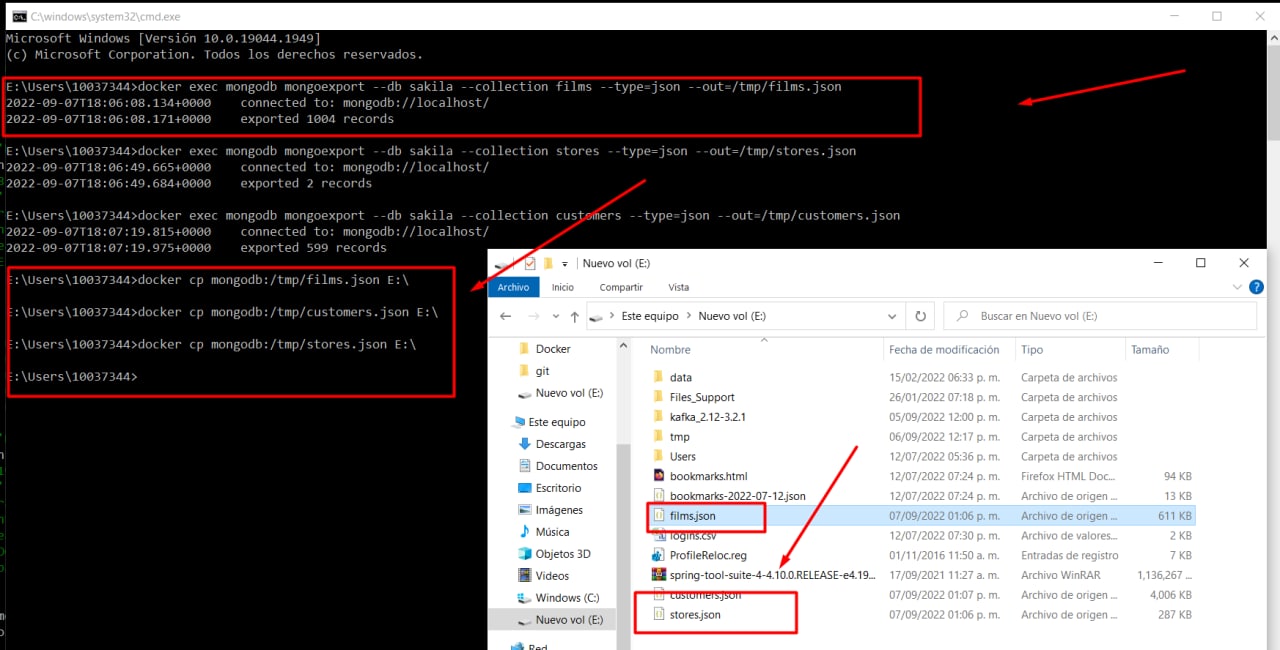 C:\windows\system32\cmd.exe
Microsoft Windows [Versión 10.0.19044.1949]
(c) Microsoft Corporation. Todos los derechos reservados.
E:\Users\10037344>docker exec mongodb mongoexport --db sakila --collection films --type=json --out=/tmp/films.json
2022-09-07T18:06:08.134+0000 connected to: mongodb://localhost/
2022-09-07T18:06:08.171+0000 exported 1004 records
E:\Users\10037344>docker exec mongodb mongoexport --db sakila --collection stores --type=json --out=/tmp/stores.json
2022-09-07T18:06:49.665+0000 connected to: mongodb://localhost/
2022-09-07T18:06:49.684+0000 exported 2 records
E:\Users\10037344>docker exec mongodb mongoexport --db sakila --collection customers --type=json --out=/tmp/customers.json
2022-09-07T18:07:19.815+0000 connected to: mongodb://localhost/
2022-09-07T18:07:19.975+0000 exported 599 records
E:\Users\10037344>docker cp mongodb:/tmp/films.json E:\
E:\Users\10037344>docker cp mongodb:/tmp/customers.json E:\
E:\Users\10037344>docker cp mongodb:/tmp/stores.json E:\
E:\Users\10037344>
Nuevo vol (E:)
Archivo Inicio Compartir Vista
Este equipo > Nuevo vol (E:)
Buscar en Nuevo vol (E:)
Docker
git
Nuevo vol (E:)
Este equipo
Descargas
Documentos
Escritorio
Imágenes
Música
Objetos 3D
Videos
Windows (C:)
Nuevo vol (E:)
Red
Nombre Fecha de modificación Tipo Tamaño
data 15/02/2022 06:33 p. m. Carpeta de archivos
Files_Support 26/01/2022 07:18 p. m. Carpeta de archivos
kafka_2.12-3.2.1 05/09/2022 12:00 p. m. Carpeta de archivos
tmp 06/09/2022 12:17 p. m. Carpeta de archivos
Users 12/07/2022 05:36 p. m. Carpeta de archivos
bookmarks.html 12/07/2022 07:24 p. m. Firefox HTML Doc... 94 KB
bookmarks-2022-07-12.json 12/07/2022 07:24 p. m. Archivo de origen ... 13 KB
films.json 07/09/2022 01:06 p. m. Archivo de origen ... 611 KB
logins.csv 12/07/2022 07:30 p. m. Archivo de valores... 2 KB
ProfileReloc.reg 01/11/2016 11:50 a. m. Entradas de registro 7 KB
spring-tool-suite-4-4.10.0.RELEASE-e4.19... 17/09/2021 11:27 a. m. Archivo WinRAR 1,136,267 ...
customers.json 07/09/2022 01:07 p. m. Archivo de origen ... 4,006 KB
stores.json 07/09/2022 01:06 p. m. Archivo de origen ... 287 KB